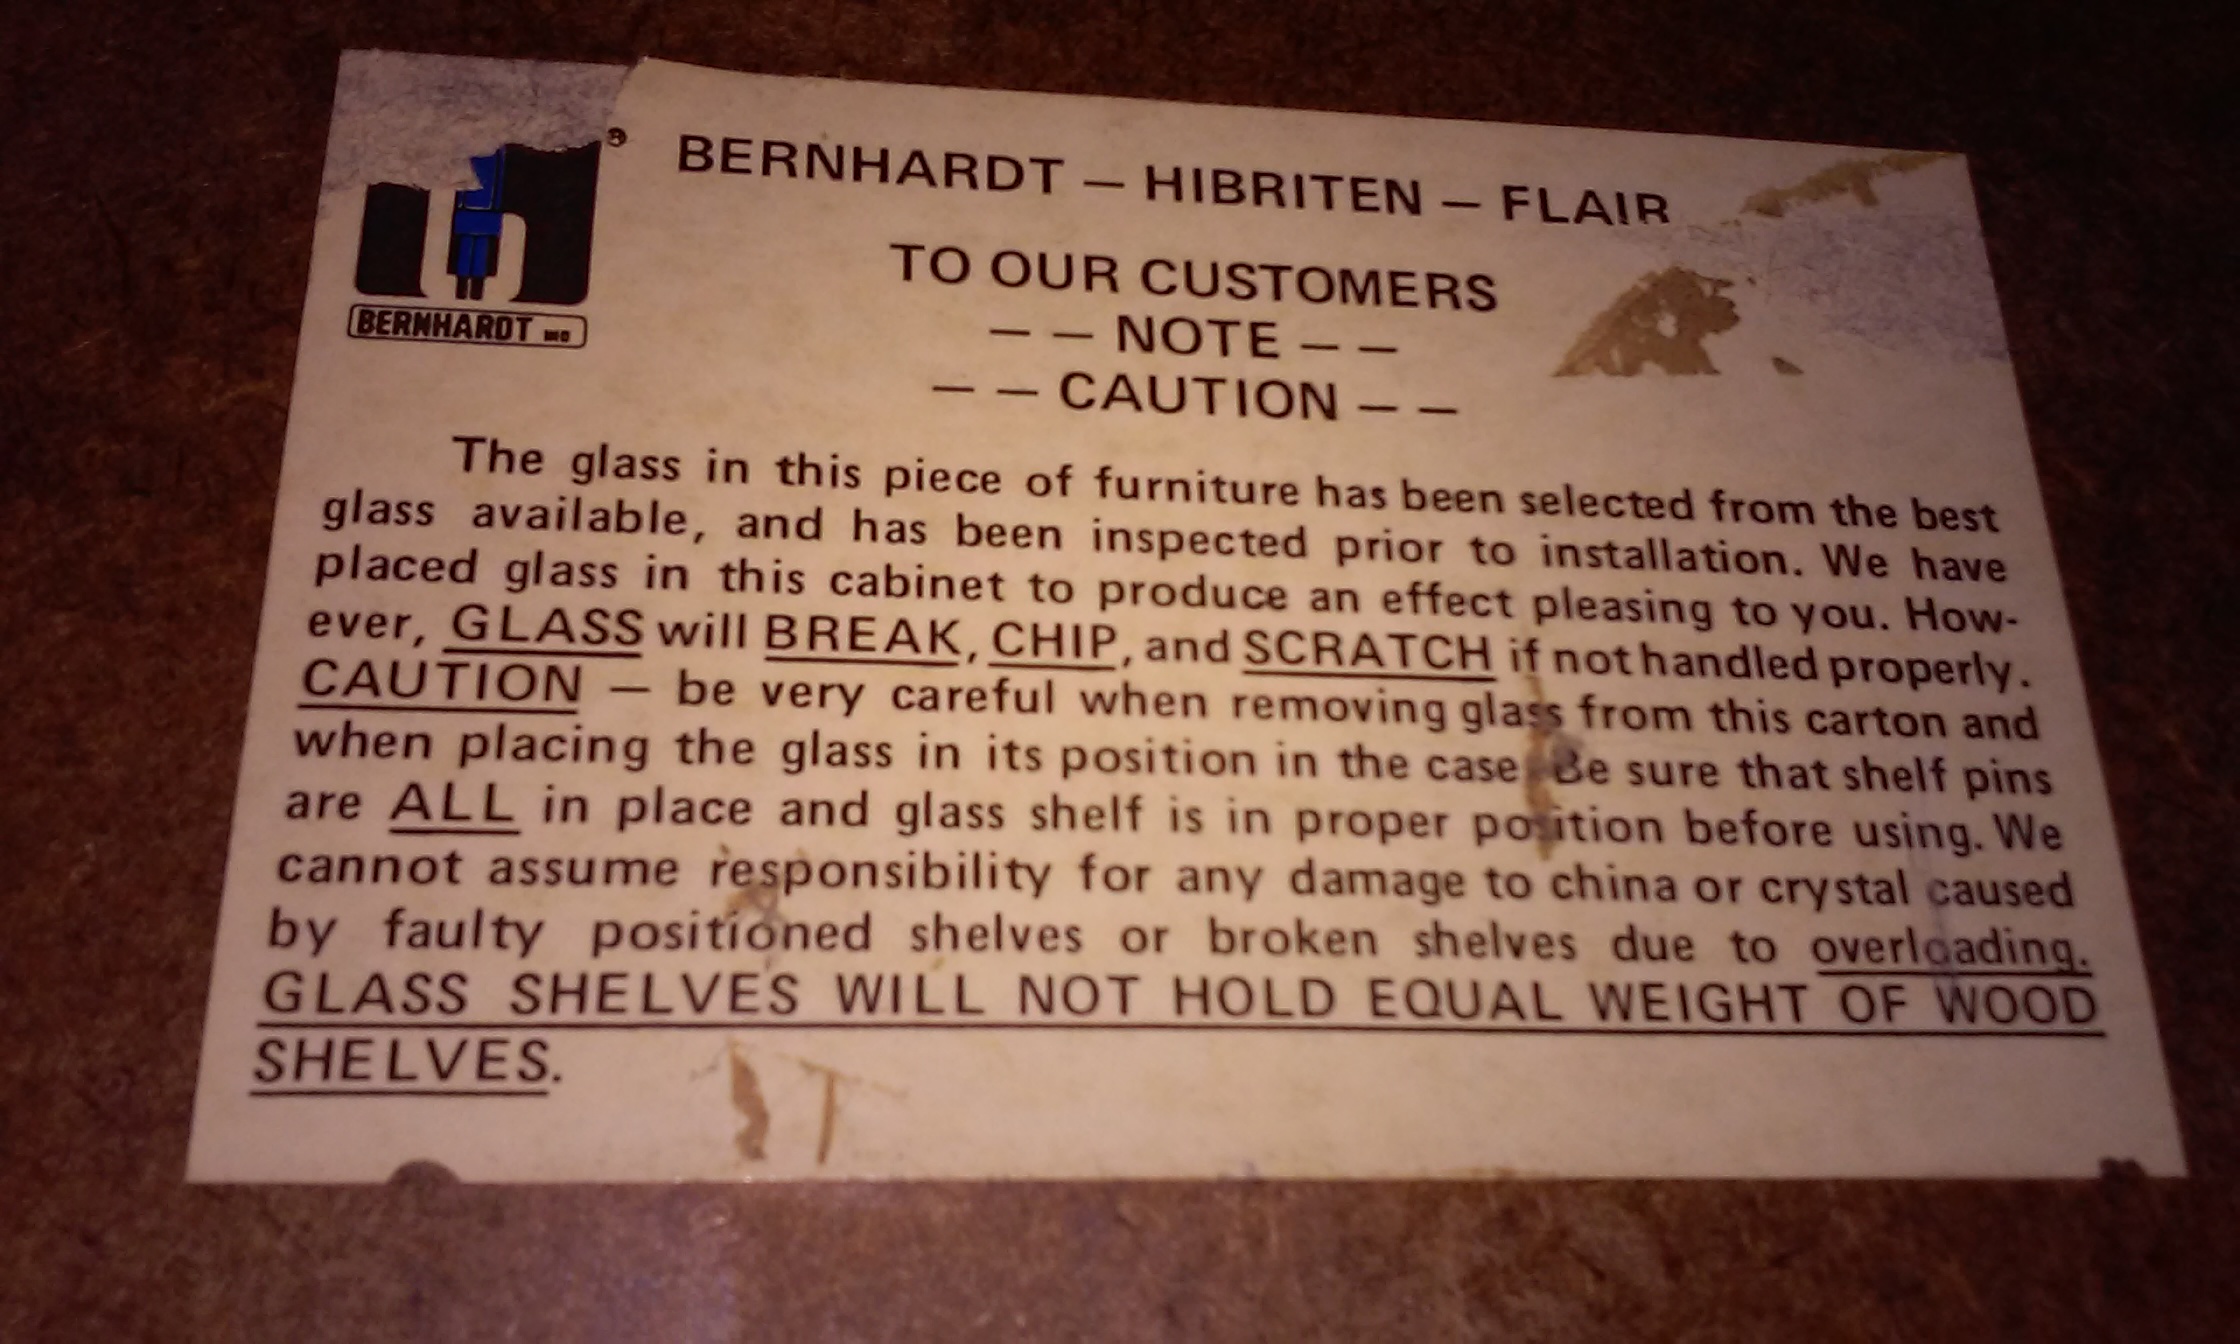 ®
BERNHARDT — HIBRITEN — FLAIR
BERNHARDT
TO OUR CUSTOMERS
— — NOTE — —
— — CAUTION — —
The glass in this piece of furniture has been selected from the best
glass available, and has been inspected prior to installation. We have
placed glass in this cabinet to produce an effect pleasing to you. How-
ever, GLASS will BREAK, CHIP, and SCRATCH if not handled properly.
CAUTION — be very careful when removing glass from this carton and
when placing the glass in its position in the case. Be sure that shelf pins
are ALL in place and glass shelf is in proper position before using. We
cannot assume responsibility for any damage to china or crystal caused
by faulty positioned shelves or broken shelves due to overloading.
GLASS SHELVES WILL NOT HOLD EQUAL WEIGHT OF WOOD
SHELVES.